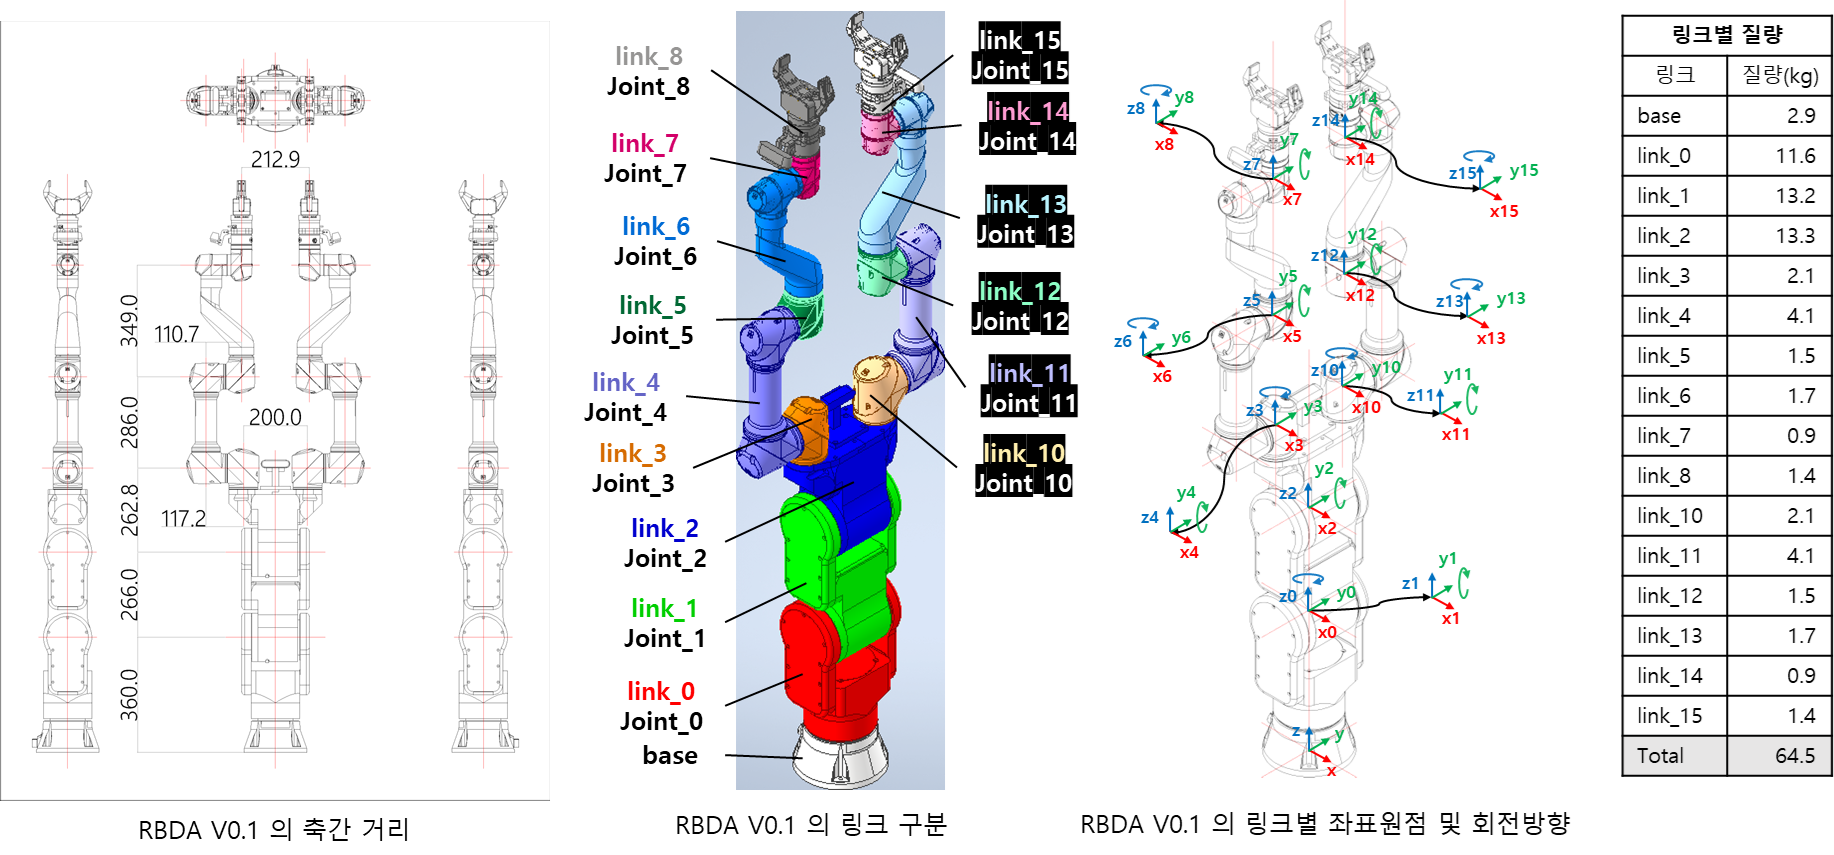 212.9
349.0
110.7
286.0
200.0
262.8
117.2
266.0
360.0
RBDA V0.1 의 축간 거리
link_8
Joint_8
link_7
Joint_7
link_6
Joint_6
link_5
Joint_5
link_4
Joint_4
link_3
Joint_3
link_2
Joint_2
link_1
Joint_1
link_0
Joint_0
base
link_15
Joint_15
link_14
Joint_14
link_13
Joint_13
link_12
Joint_12
link_11
Joint_11
link_10
Joint_10
RBDA V0.1 의 링크 구분
z8 y8
x8
y7
z7
x7
y14
z14
x14
z15 y15
x15
y5
z5
x5
z6 y6
x6
y12
z12
x12
z13 y13
x13
z3 y3
x3
z10 y10
x10
y11
z11
x11
y4
z4
x4
y2
z2
x2
z0 y0
x0
y1
z1
x1
z y
x
RBDA V0.1 의 링크별 좌표원점 및 회전방향
링크별 질량
링크 질량(kg)
base 2.9
link_0 11.6
link_1 13.2
link_2 13.3
link_3 2.1
link_4 4.1
link_5 1.5
link_6 1.7
link_7 0.9
link_8 1.4
link_10 2.1
link_11 4.1
link_12 1.5
link_13 1.7
link_14 0.9
link_15 1.4
Total 64.5